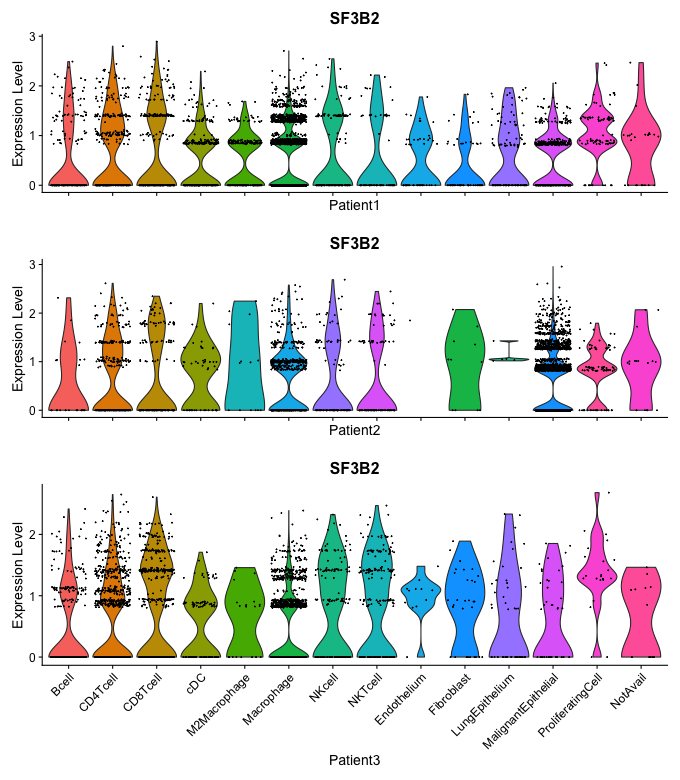 SF3B2
Expression Level
3
2
1
0
Patient1
SF3B2
Expression Level
3
2
1
0
Patient2
SF3B2
Expression Level
2
1
0
Bcell
CD4Tcell
CD8Tcell
cDC
M2Macrophage
Macrophage
NKcell
NKTcell
Endothelium
Fibroblast
LungEpithelium
MalignantEpithelial
ProliferatingCell
NotAvail
Patient3